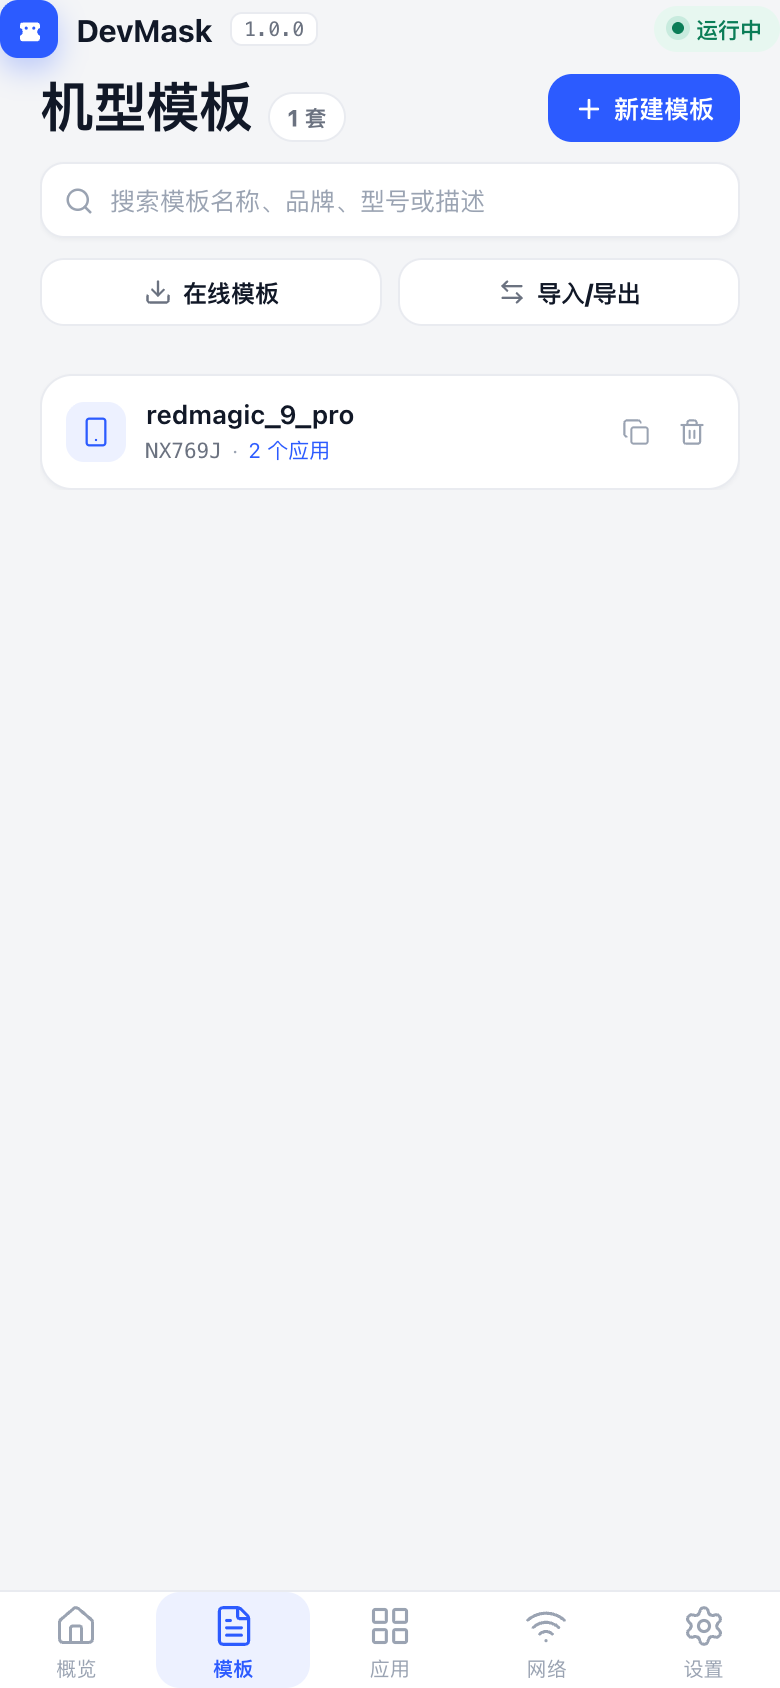 DevMask 1.0.0 运行中
机型模板 1 套 新建模板
搜索模板名称、品牌、型号或描述
在线模板 导入/导出
redmagic_9_pro
NX769J · 2 个应用
概览 模板 应用 网络 设置